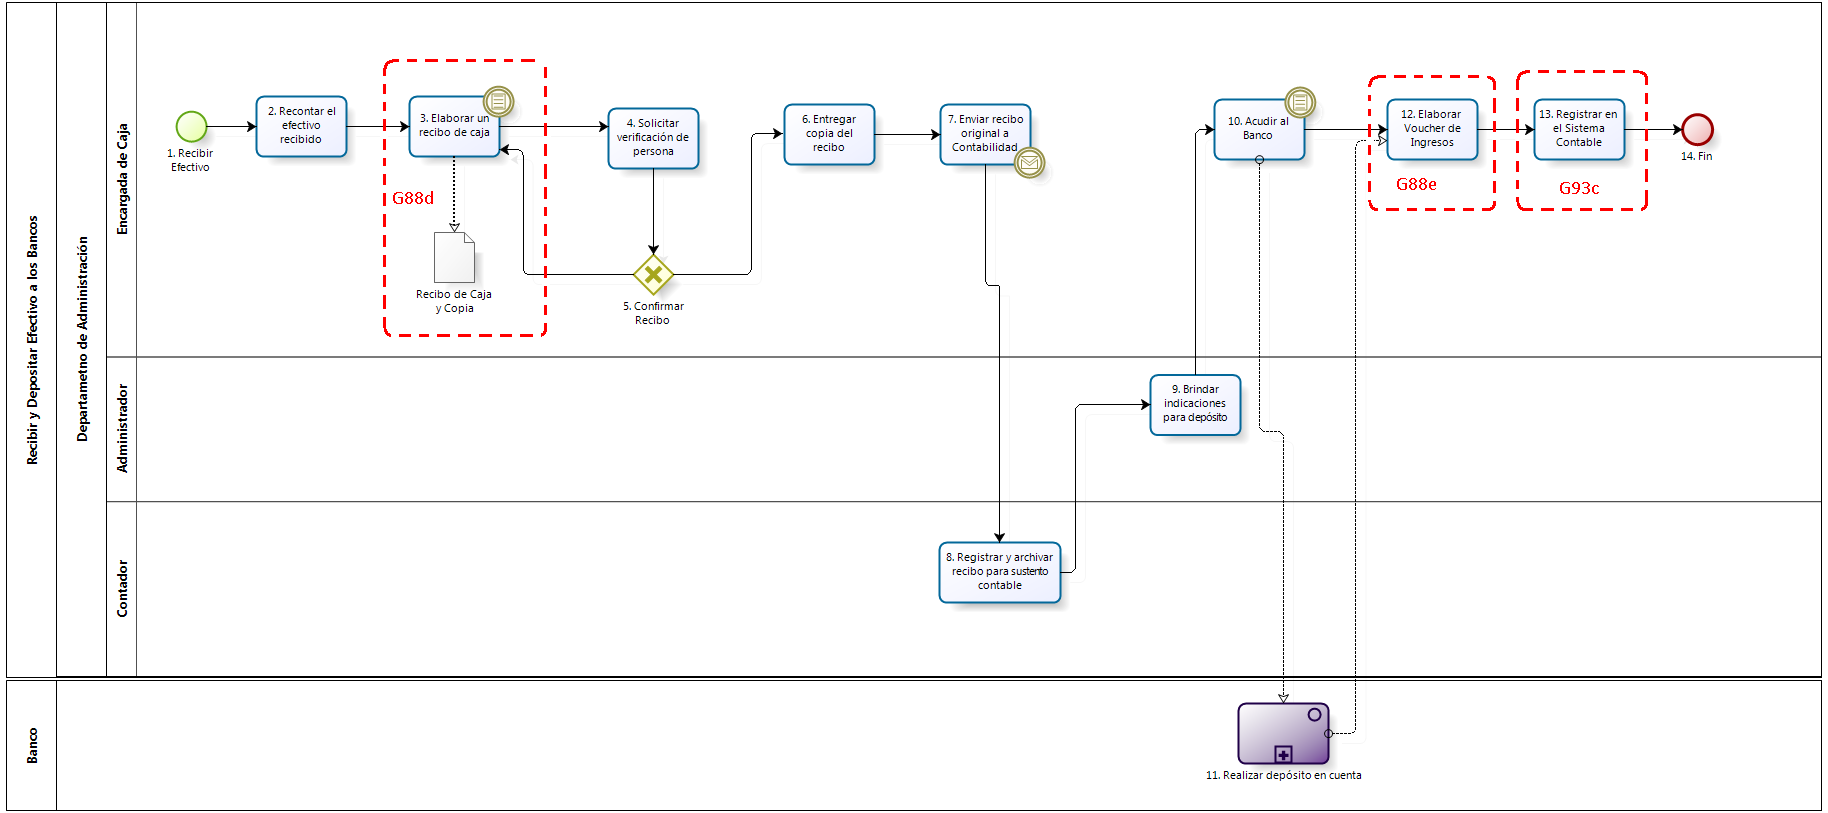 Recibir y Depositar Efectivo a los Bancos
Departametno de Administración
Encargada de Caja
1. Recibir
Efectivo
2. Recontar el
efectivo
recibido
3. Elaborar un
recibo de caja
G88d
Recibo de Caja
y Copia
4. Solicitar
verificación de
persona
5. Confirmar
Recibo
6. Entregar
copia del
recibo
7. Enviar recibo
original a
Contabilidad
10. Acudir al
Banco
12. Elaborar
Voucher de
Ingresos
G88e
13. Registrar en
el Sistema
Contable
G93c
14. Fin
Administrador
9. Brindar
indicaciones
para depósito
Contador
8. Registrar y archivar
recibo para sustento
contable
Banco
11. Realizar depósito en cuenta